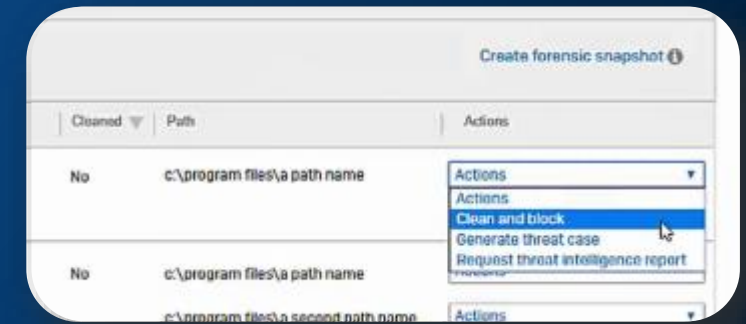 Create forensic snapshot
Cleaned Path Actions
No c:\program files\a path name Actions
Actions
Clean and block
Generate threat case
Request threat intelligence report
No c:\program files\a path name Actions
c:\program files\a second path name Actions